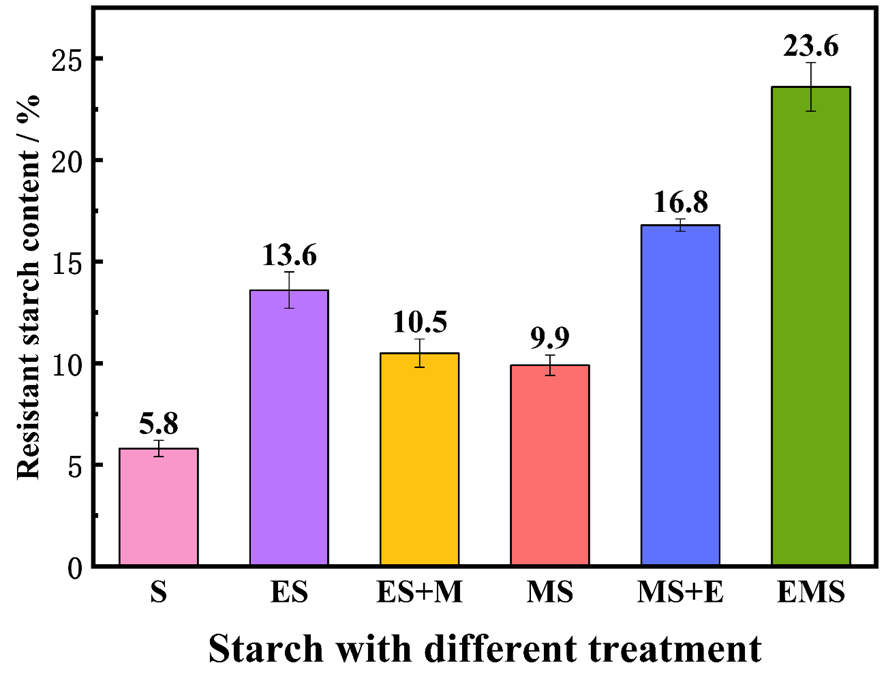 Resistant starch content / %
25
20
15
10
5
0
5.8
13.6
10.5
9.9
16.8
23.6
S
ES
ES+M
MS
MS+E
EMS
Starch with different treatment